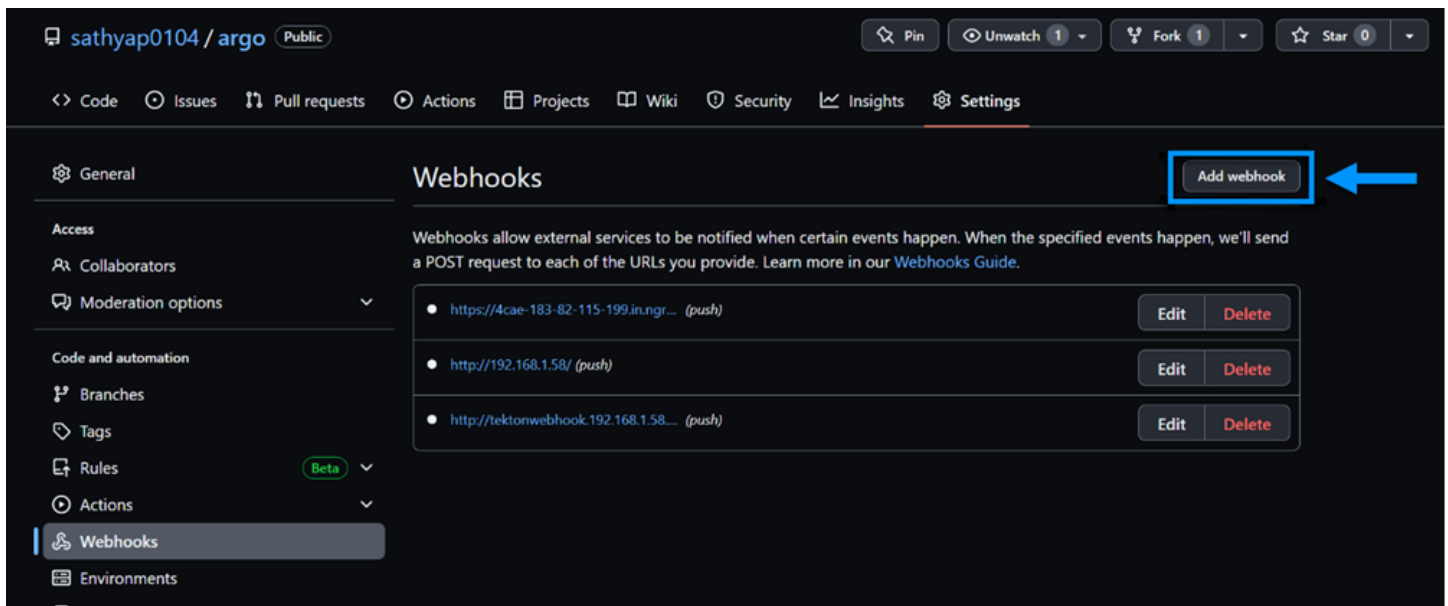 sathyap0104 / argo Public
Pin
Unwatch 1
Fork 1
Star 0
<> Code
Issues
Pull requests
Actions
Projects
Wiki
Security
Insights
Settings
General
Access
Collaborators
Moderation options
Code and automation
Branches
Tags
Rules Beta
Actions
Webhooks
Environments
Webhooks
Add webhook
Webhooks allow external services to be notified when certain events happen. When the specified events happen, we'll send
a POST request to each of the URLs you provide. Learn more in our Webhooks Guide.
https://4cae-183-82-115-199.in.ngr... (push)
Edit Delete
http://192.168.1.58/ (push)
Edit Delete
http://tektonwebhook.192.168.1.58.... (push)
Edit Delete